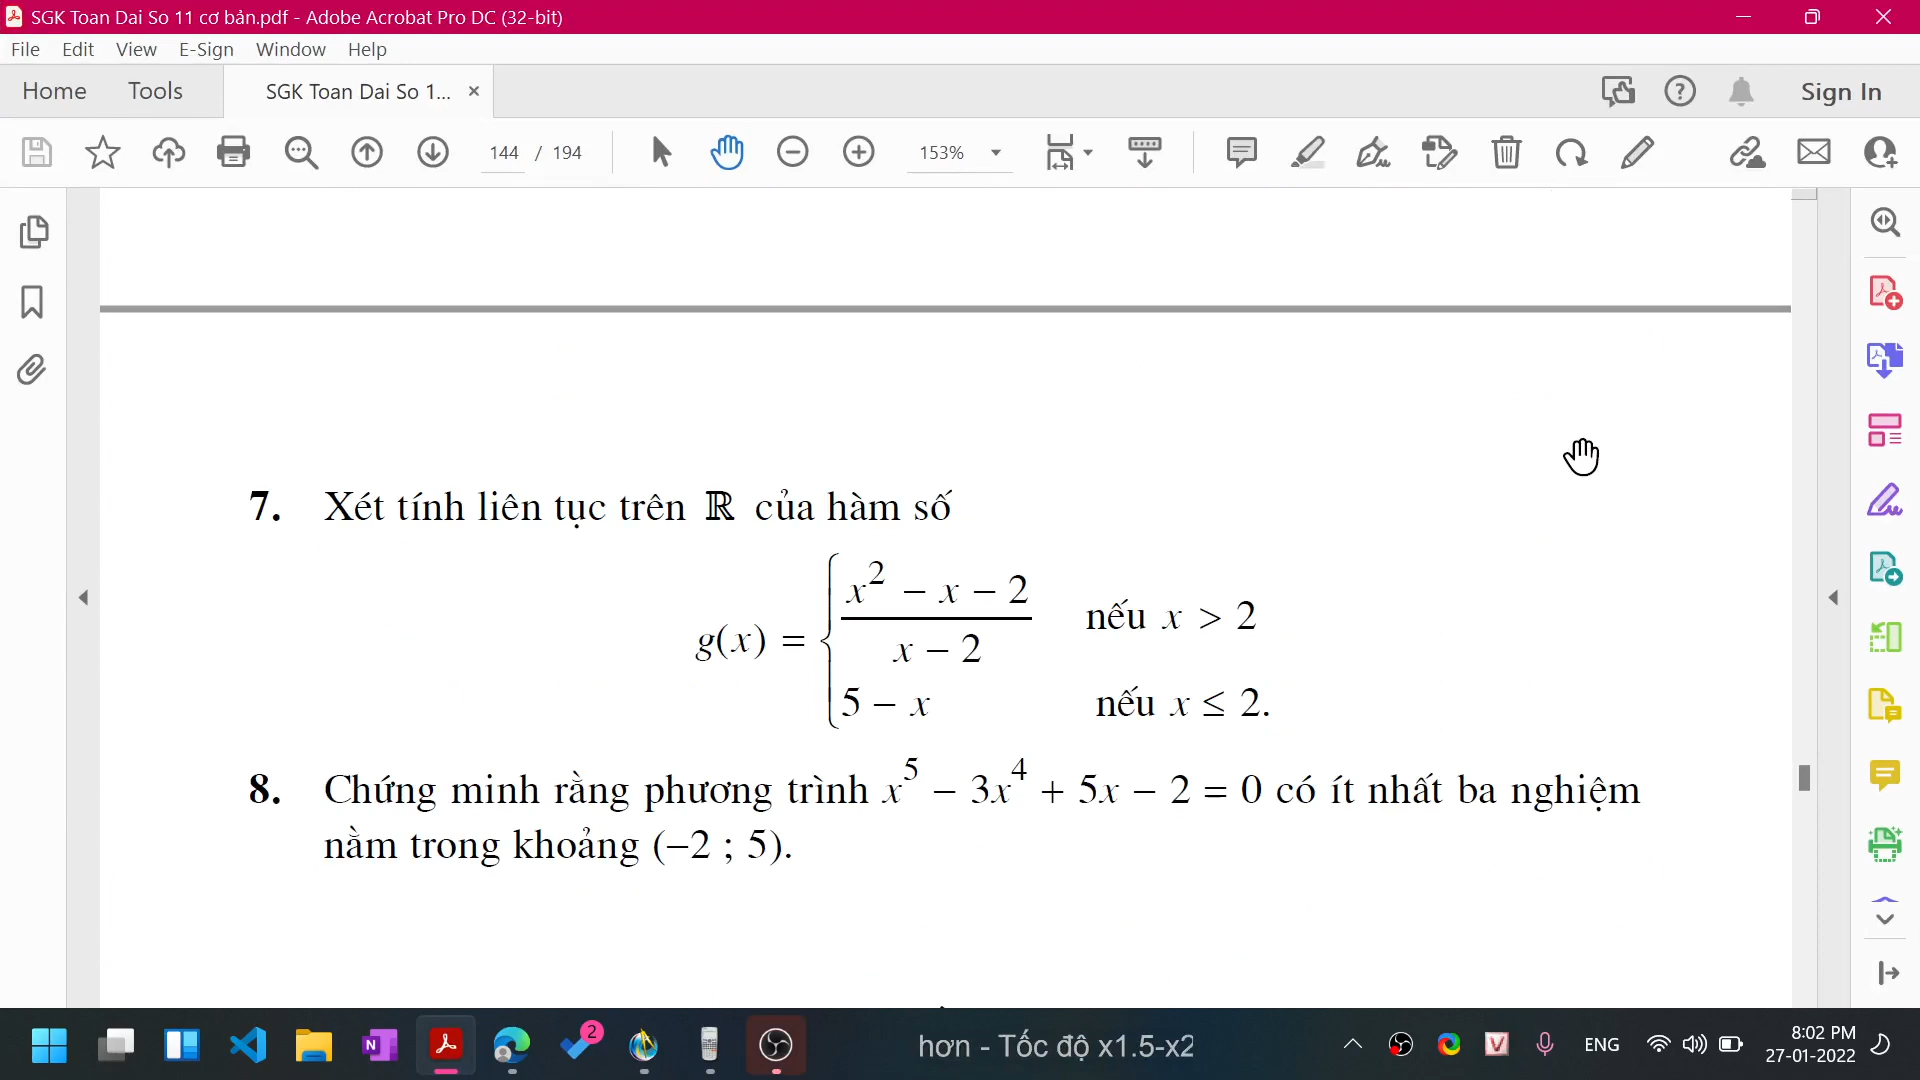 SGK Toan Dai So 11 cơ bản.pdf - Adobe Acrobat Pro DC (32-bit)
File Edit View E-Sign Window Help
Home Tools SGK Toan Dai So 1... × Sign In
144 / 194 153%
7. Xét tính liên tục trên ℝ của hàm số
x² − x − 2
nếu x > 2
g(x) =
x − 2
5 − x nếu x ≤ 2.
8. Chứng minh rằng phương trình x⁵ − 3x⁴ + 5x − 2 = 0 có ít nhất ba nghiệm
nằm trong khoảng (−2 ; 5).
2
hơn - Tốc độ x1.5-x2
ENG
8:02 PM
27-01-2022